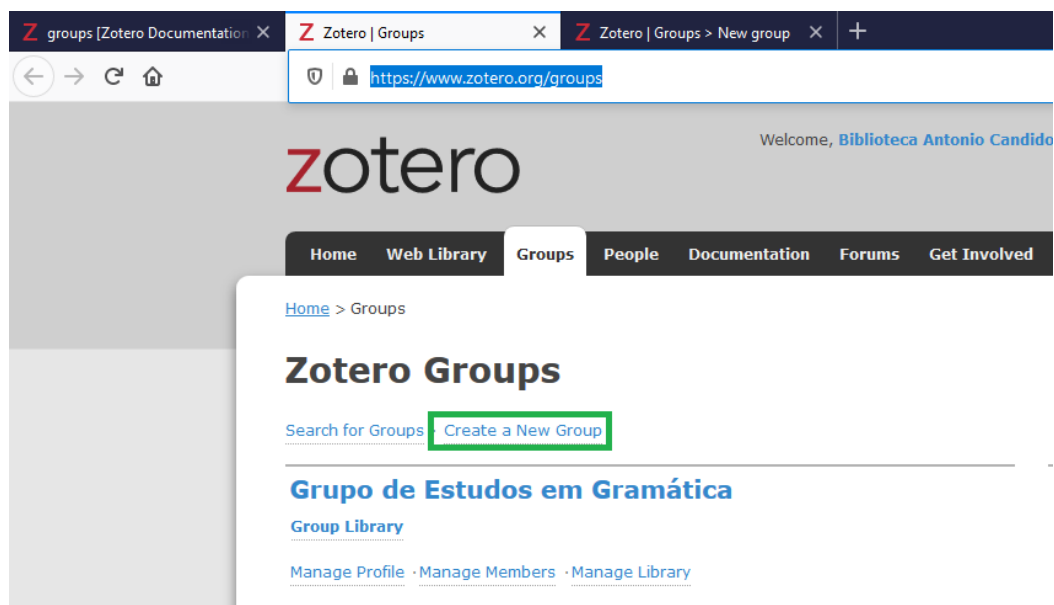 groups [Zotero Documentation
Zotero | Groups
Zotero | Groups > New group
https://www.zotero.org/groups
zotero
Welcome, Biblioteca Antonio Candido
Home Web Library Groups People Documentation Forums Get Involved
Home > Groups
Zotero Groups
Search for Groups · Create a New Group
Grupo de Estudos em Gramática
Group Library
Manage Profile · Manage Members · Manage Library